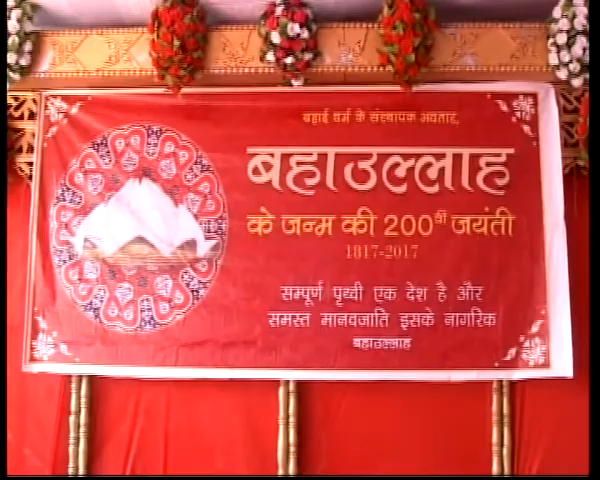 बहाई धर्म के संस्थापक अवतार,
बहाउल्लाह
के जन्म की 200वीं जयंती
1817-2017
सम्पूर्ण पृथ्वी एक देश है और
समस्त मानवजाति इसके नागरिक
बहाउल्लाह